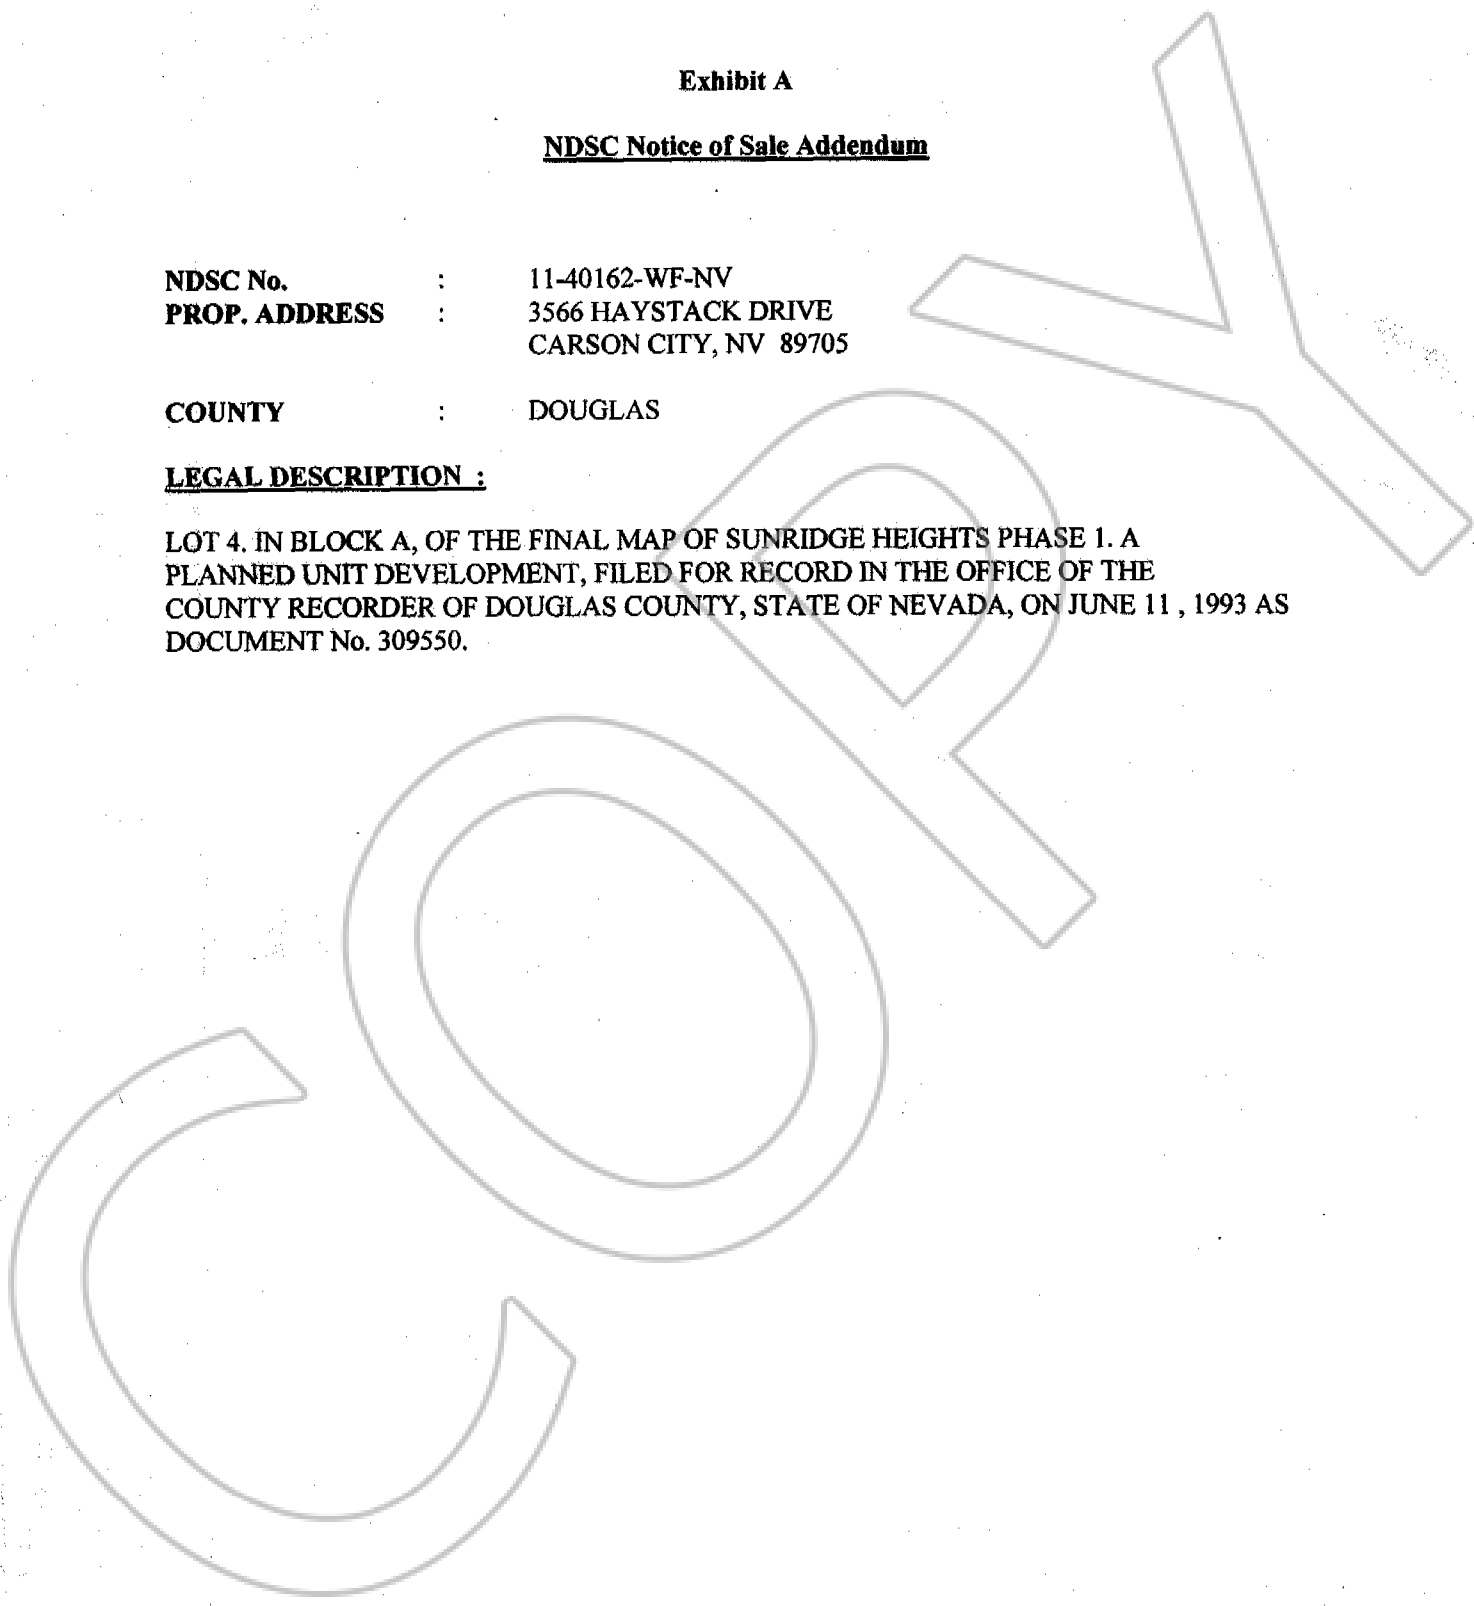 Exhibit A
NDSC Notice of Sale Addendum
NDSC No. : 11-40162-WF-NV
PROP. ADDRESS : 3566 HAYSTACK DRIVE
CARSON CITY, NV 89705
COUNTY : DOUGLAS
LEGAL DESCRIPTION :
LOT 4. IN BLOCK A, OF THE FINAL MAP OF SUNRIDGE HEIGHTS PHASE 1. A
PLANNED UNIT DEVELOPMENT, FILED FOR RECORD IN THE OFFICE OF THE
COUNTY RECORDER OF DOUGLAS COUNTY, STATE OF NEVADA, ON JUNE 11 , 1993 AS
DOCUMENT No. 309550.
COPY